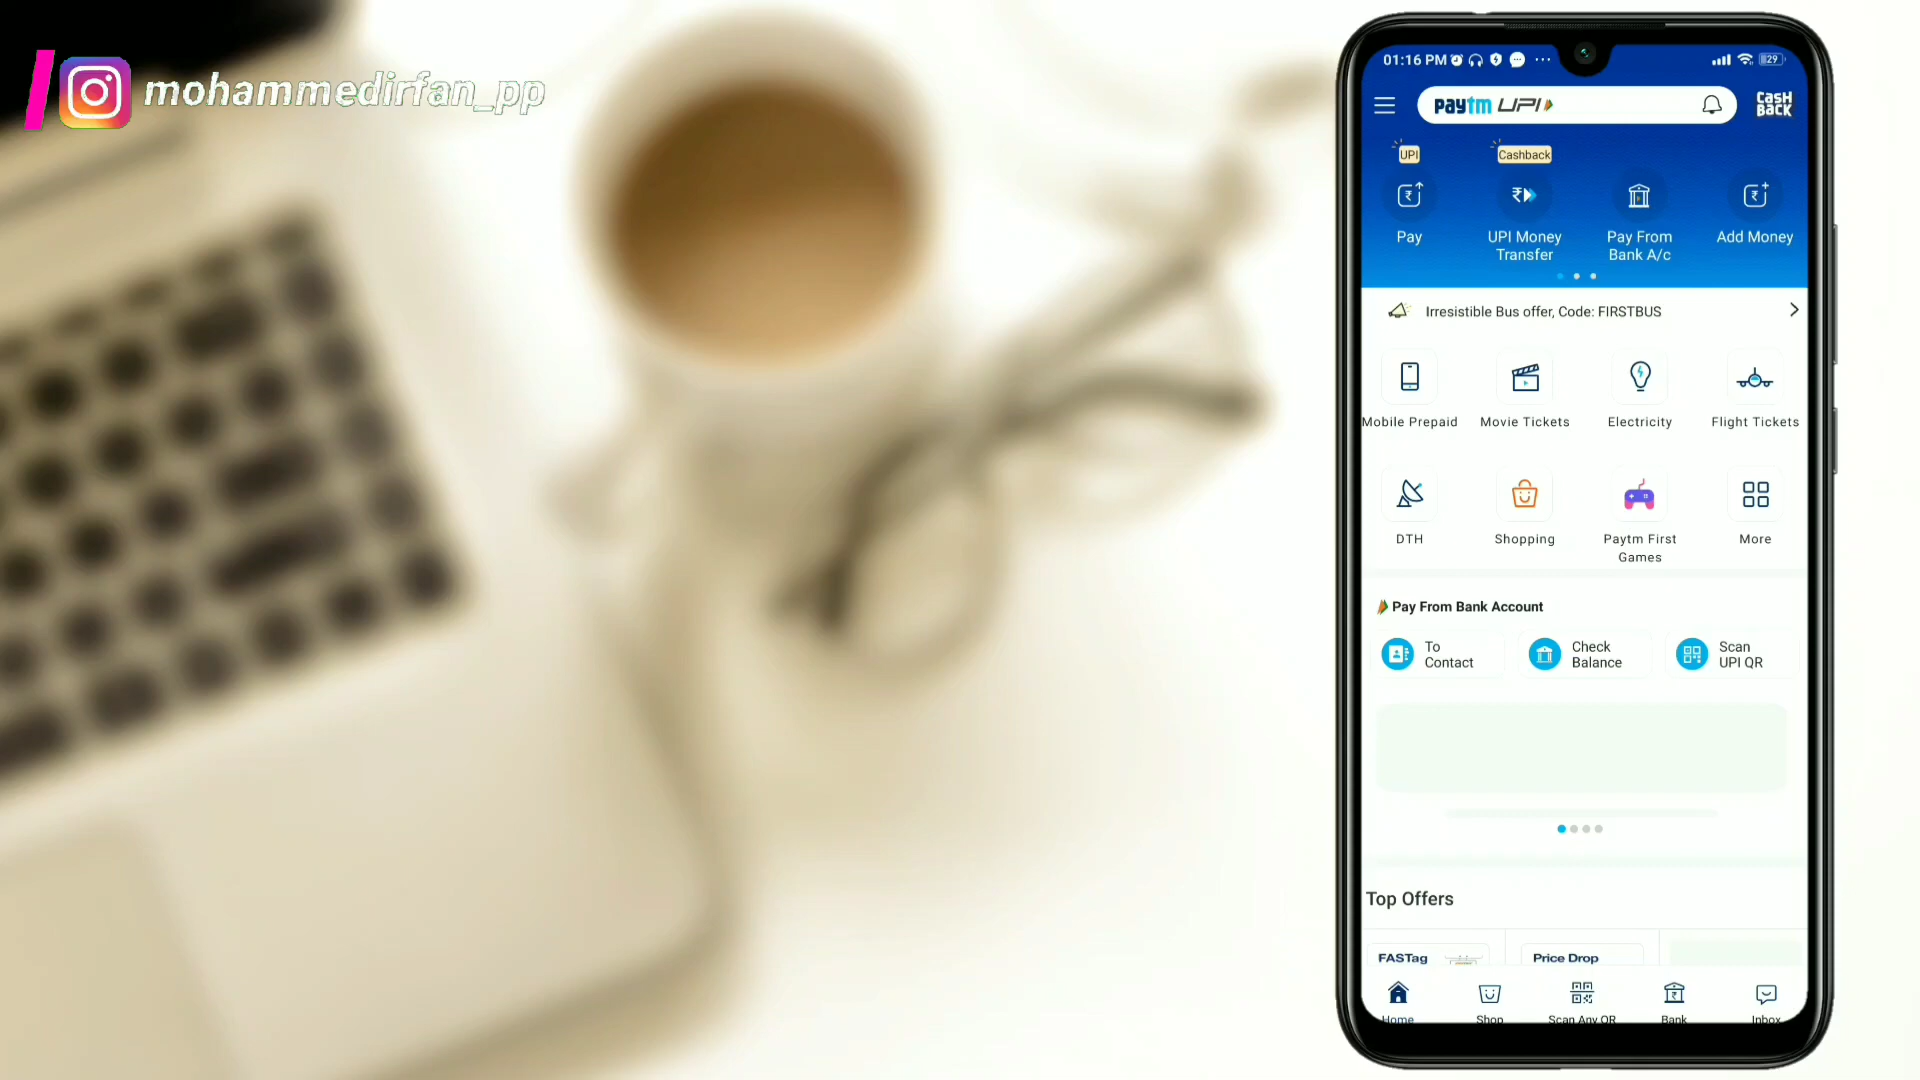 mohammedirfan_pp
01:16 PM
29
paytm UPI
CASH
BACK
UPI
Cashback
Pay
UPI Money
Transfer
Pay From
Bank A/c
Add Money
Irresistible Bus offer, Code: FIRSTBUS
Mobile Prepaid
Movie Tickets
Electricity
Flight Tickets
DTH
Shopping
Paytm First
Games
More
Pay From Bank Account
To
Contact
Check
Balance
Scan
UPI QR
Top Offers
FASTag
Price Drop
Home
Shop
Scan Any QR
Bank
Inbox